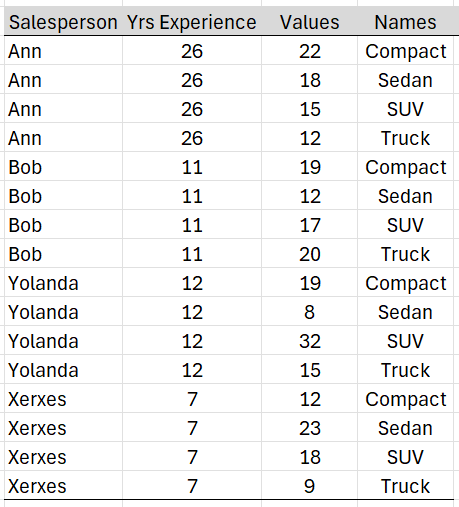 Salesperson Yrs Experience Values Names
Ann 26 22 Compact
Ann 26 18 Sedan
Ann 26 15 SUV
Ann 26 12 Truck
Bob 11 19 Compact
Bob 11 12 Sedan
Bob 11 17 SUV
Bob 11 20 Truck
Yolanda 12 19 Compact
Yolanda 12 8 Sedan
Yolanda 12 32 SUV
Yolanda 12 15 Truck
Xerxes 7 12 Compact
Xerxes 7 23 Sedan
Xerxes 7 18 SUV
Xerxes 7 9 Truck